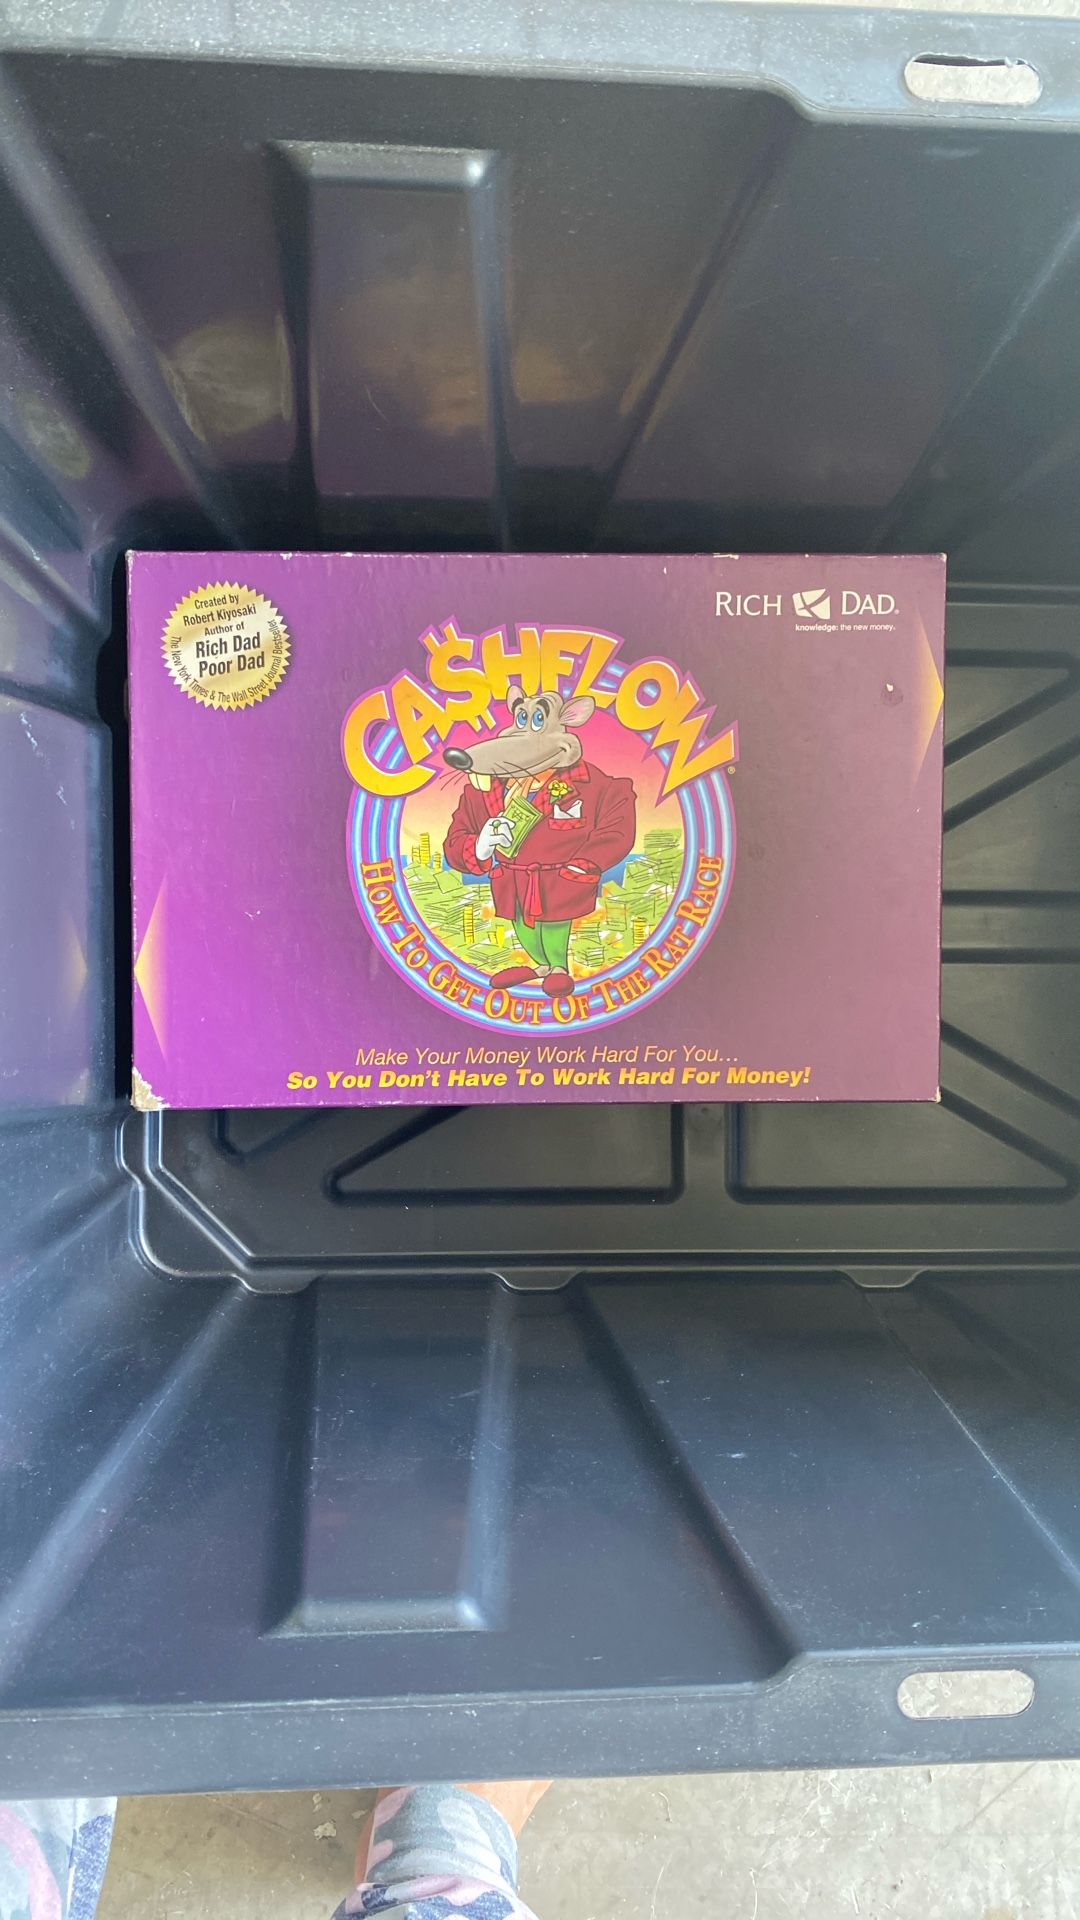 Created by
Robert Kiyosaki
Author of
Rich Dad
Poor Dad
The New York Times & The Wall Street Journal Bestseller
RICH DAD®
knowledge: the new money.
CA$HFLOW®
HOW TO GET OUT OF THE RAT RACE®
Make Your Money Work Hard For You...
So You Don't Have To Work Hard For Money!